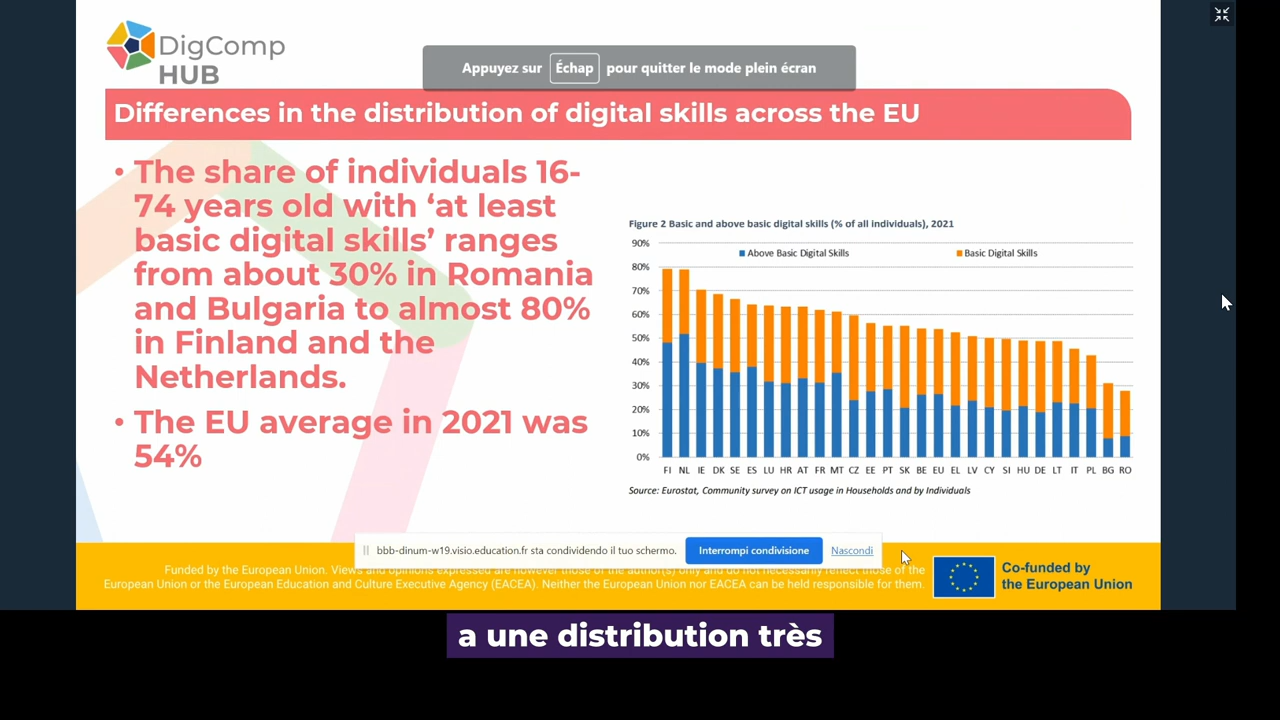 DigComp
HUB
Appuyez sur Échap pour quitter le mode plein écran
Differences in the distribution of digital skills across the EU
• The share of individuals 16-
74 years old with ‘at least
basic digital skills’ ranges
from about 30% in Romania
and Bulgaria to almost 80%
in Finland and the
Netherlands.
• The EU average in 2021 was
54%
Figure 2 Basic and above basic digital skills (% of all individuals), 2021
90%
Above Basic Digital Skills Basic Digital Skills
80%
70%
60%
50%
40%
30%
20%
10%
0%
FI NL IE DK SE ES LU HR AT FR MT CZ EE PT SK BE EU EL LV CY SI HU DE LT IT PL BG RO
Source: Eurostat, Community survey on ICT usage in Households and by Individuals
bbb-dinum-w19.visio.education.fr sta condividendo il tuo schermo. Interrompi condivisione Nascondi
Funded by the European Union. Views and opinions expressed are however those of the author(s) only and do not necessarily reflect those of the
European Union or the European Education and Culture Executive Agency (EACEA). Neither the European Union nor EACEA can be held responsible for them.
Co-funded by
the European Union
a une distribution très